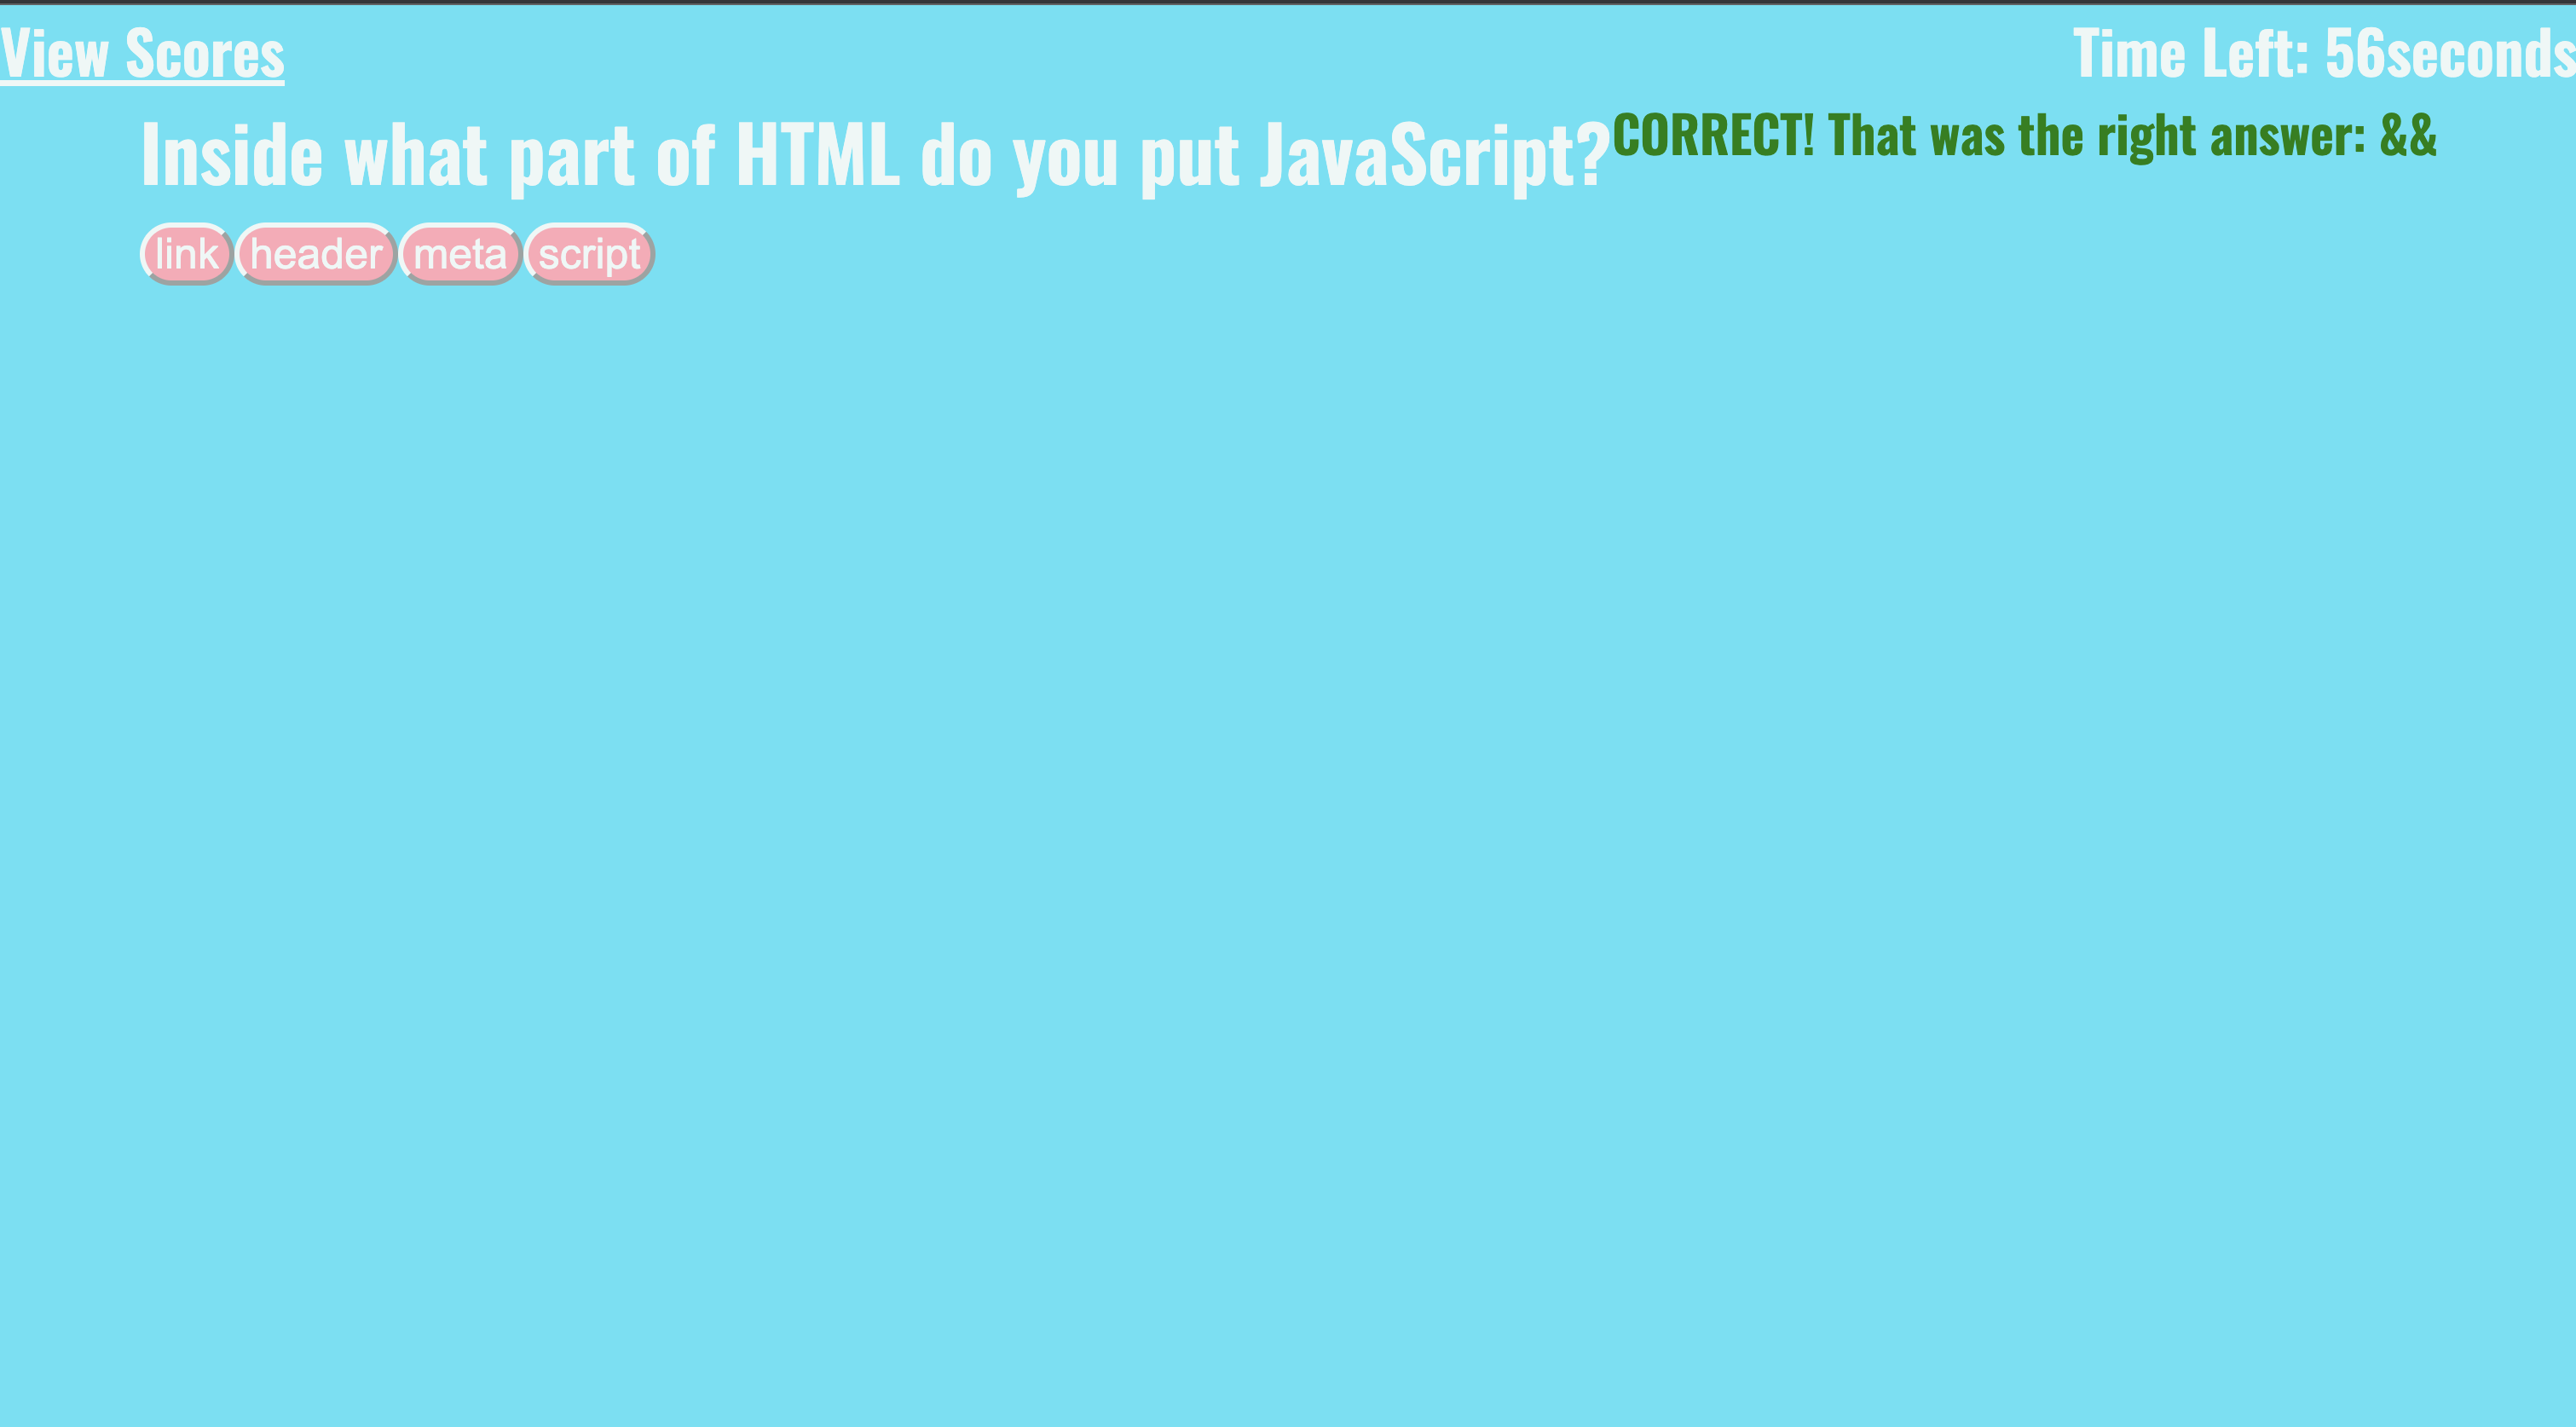 View Scores
Time Left: 56seconds
Inside what part of HTML do you put JavaScript?
CORRECT! That was the right answer: &&
link
header
meta
script